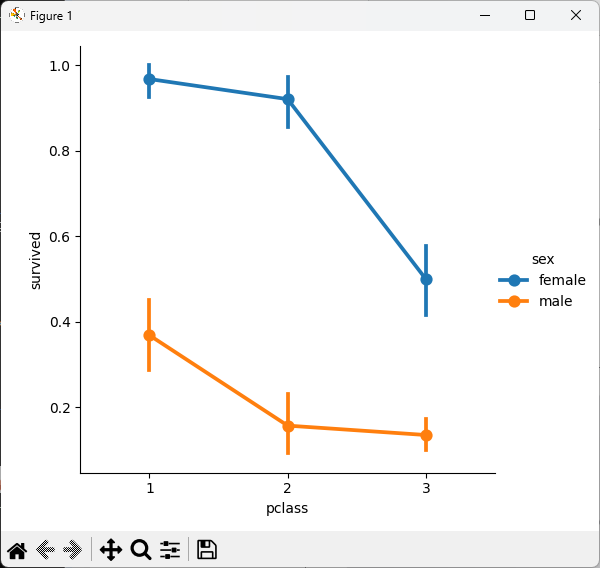 Figure 1
1.0
0.8
0.6
0.4
0.2
survived
1 2 3
pclass
sex
female
male